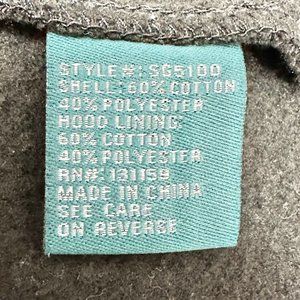 STYLE#: SG5100
SHELL: 60% COTTON
40% POLYESTER
HOOD LINING:
60% COTTON
40% POLYESTER
RN#: 131159
MADE IN CHINA
SEE CARE
ON REVERSE